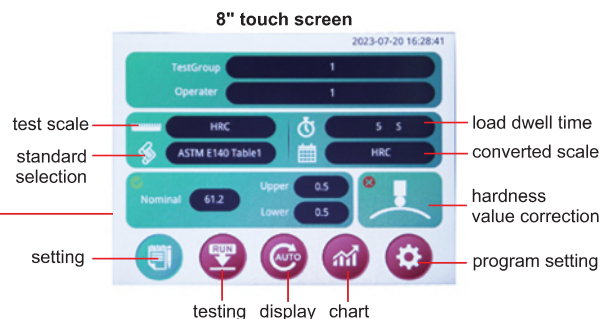 8" touch screen
2023-07-20 16:28:41
TestGroup 1
Operater 1
test scale HRC 5 S load dwell time
standard selection ASTM E140 Table1 HRC converted scale
Nominal 61.2 Upper 0.5
Lower 0.5
hardness value correction
setting RUN AUTO program setting
testing display chart